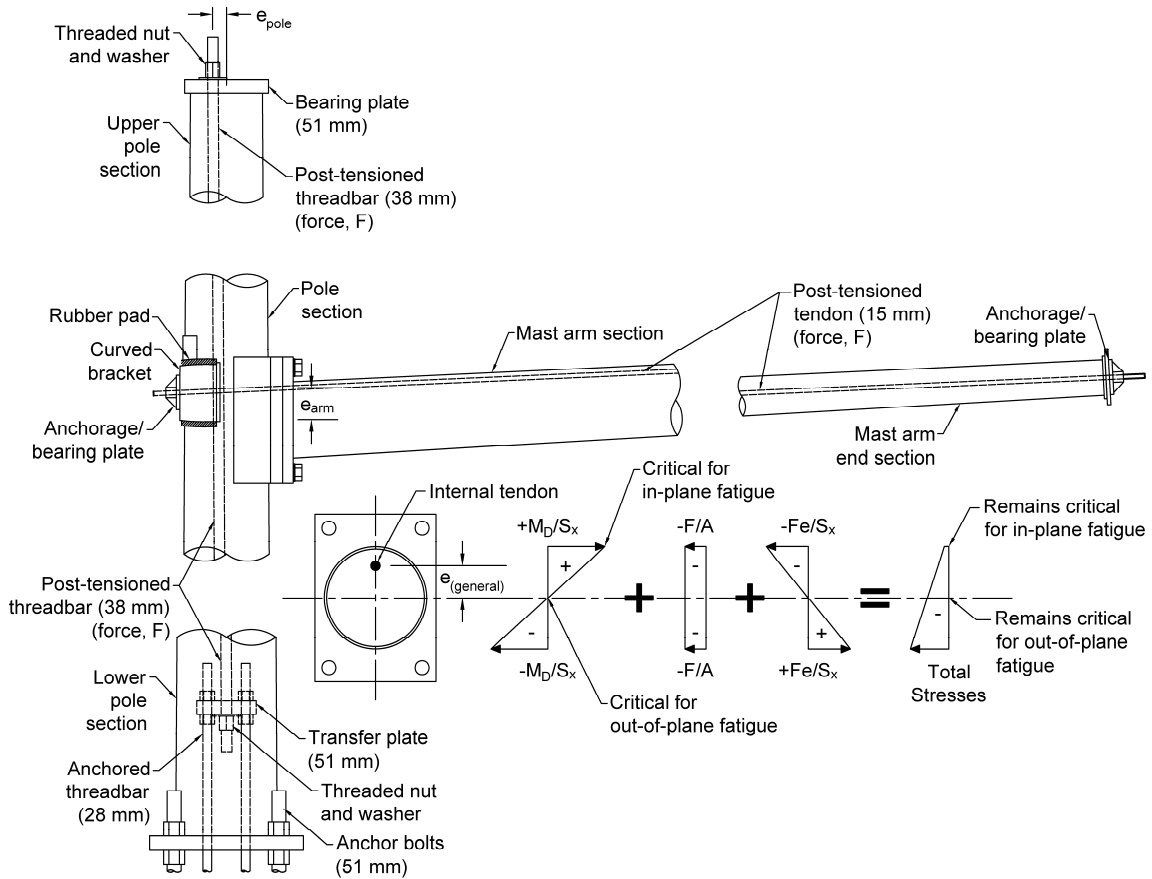 e_pole
Threaded nut
and washer
Bearing plate
(51 mm)
Upper
pole
section
Post-tensioned
threadbar (38 mm)
(force, F)
Pole
section
Rubber pad
Curved
bracket
Anchorage/
bearing plate
e_arm
Mast arm section
Post-tensioned
tendon (15 mm)
(force, F)
Anchorage/
bearing plate
Mast arm
end section
Internal tendon
e_(general)
Critical for
in-plane fatigue
+M_D/S_x
+
-
-M_D/S_x
Critical for
out-of-plane fatigue
+
-F/A
-
-
-F/A
+
-Fe/S_x
-
+
+Fe/S_x
=
-
Total
Stresses
Remains critical
for in-plane fatigue
Remains critical
for out-of-plane
fatigue
Post-tensioned
threadbar (38 mm)
(force, F)
Lower
pole
section
Transfer plate
(51 mm)
Anchored
threadbar
(28 mm)
Threaded nut
and washer
Anchor bolts
(51 mm)